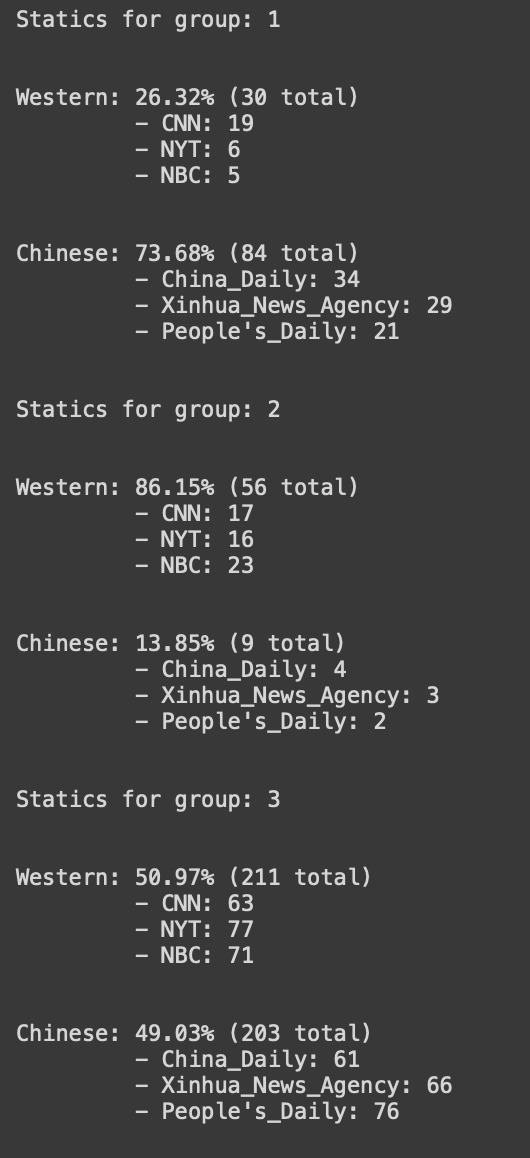 Statics for group: 1
Western: 26.32% (30 total)
- CNN: 19
- NYT: 6
- NBC: 5
Chinese: 73.68% (84 total)
- China_Daily: 34
- Xinhua_News_Agency: 29
- People's_Daily: 21
Statics for group: 2
Western: 86.15% (56 total)
- CNN: 17
- NYT: 16
- NBC: 23
Chinese: 13.85% (9 total)
- China_Daily: 4
- Xinhua_News_Agency: 3
- People's_Daily: 2
Statics for group: 3
Western: 50.97% (211 total)
- CNN: 63
- NYT: 77
- NBC: 71
Chinese: 49.03% (203 total)
- China_Daily: 61
- Xinhua_News_Agency: 66
- People's_Daily: 76